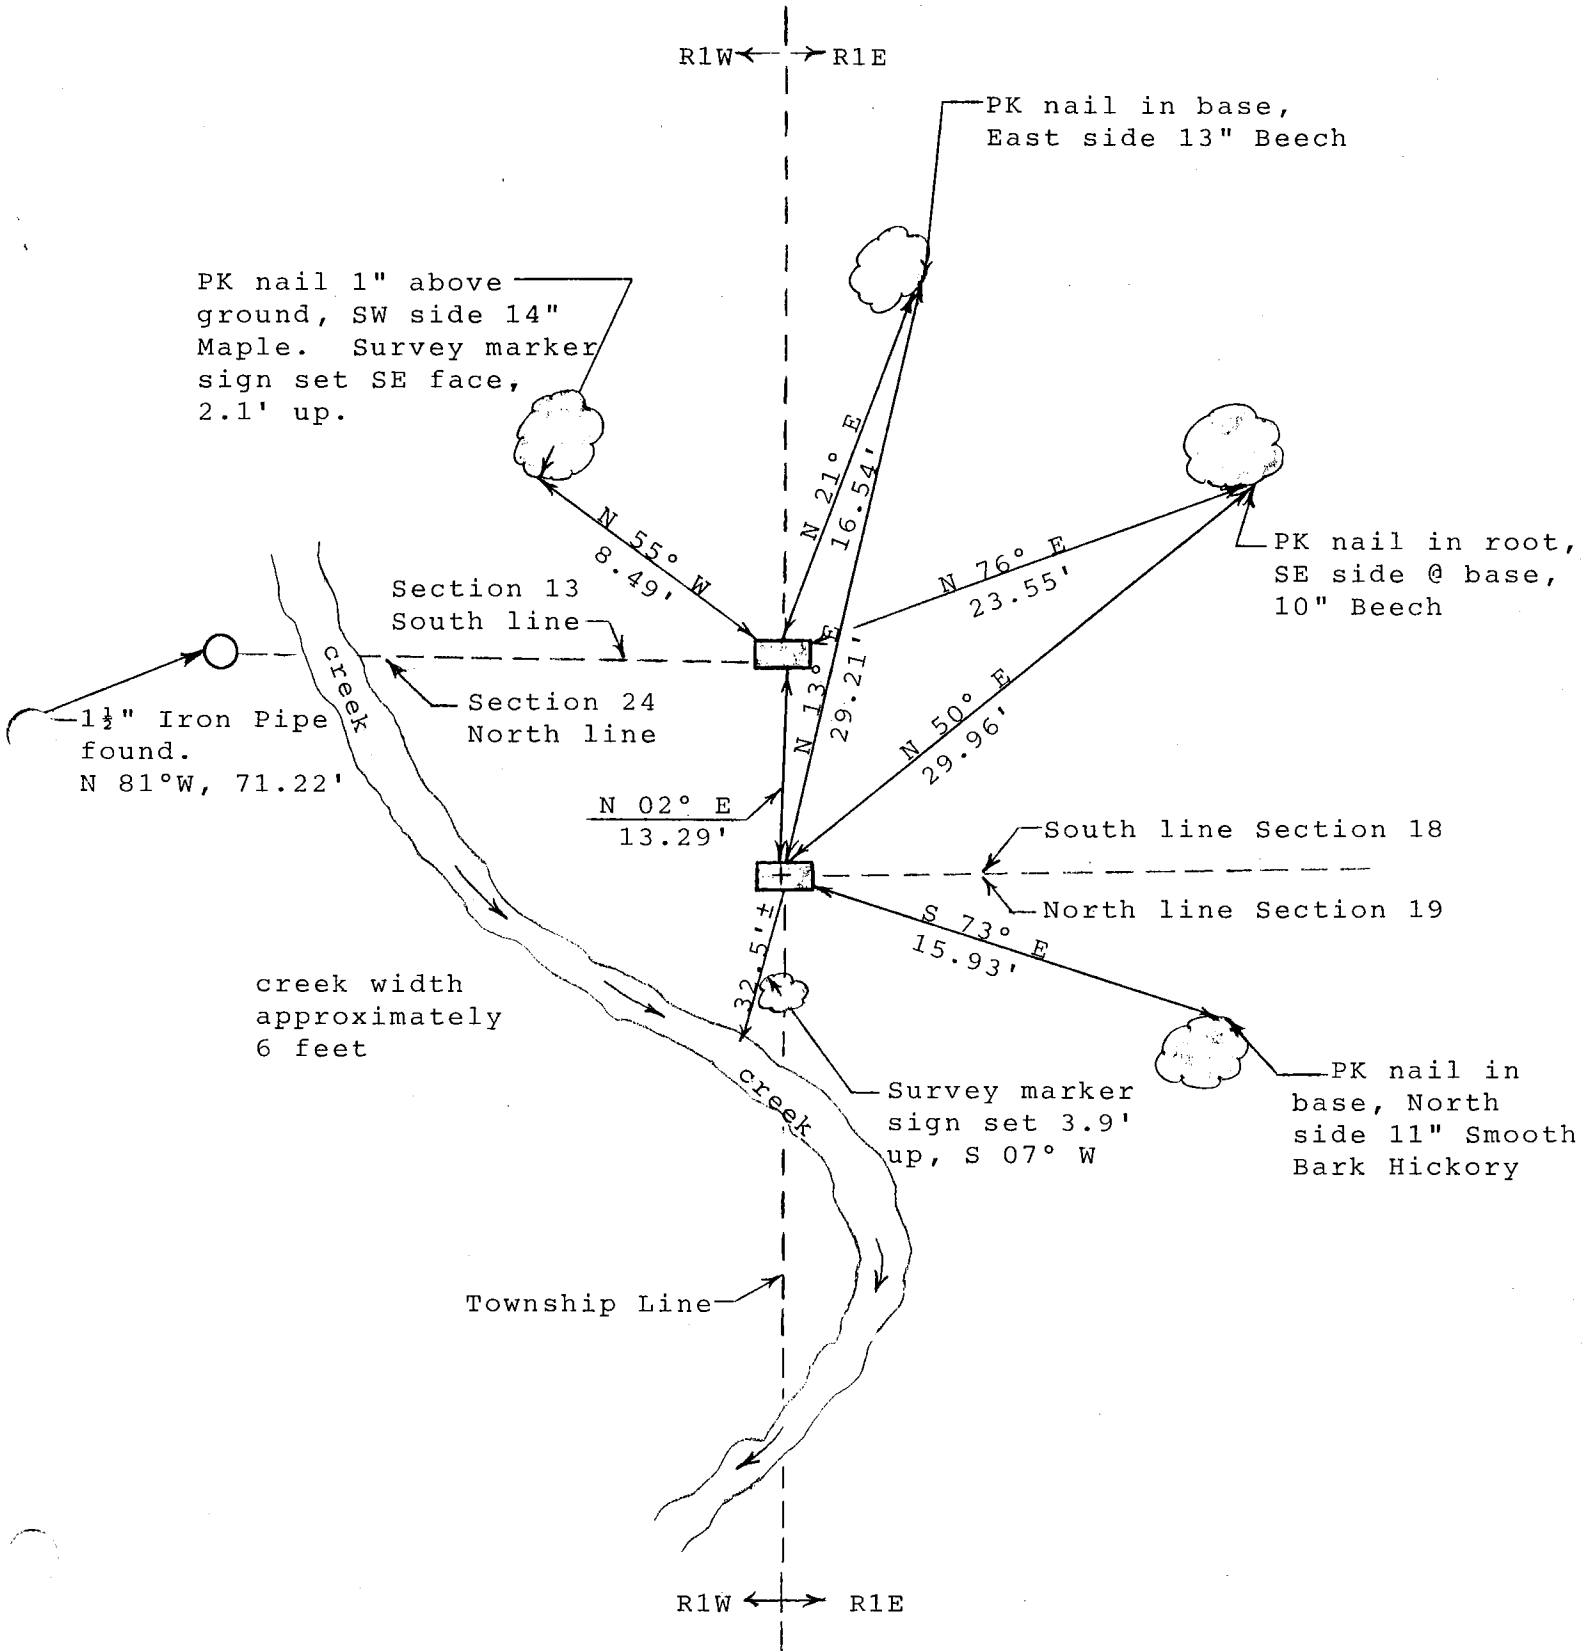 R1W R1E
PK nail in base,
East side 13" Beech
PK nail 1" above
ground, SW side 14"
Maple. Survey marker
sign set SE face,
2.1' up.
N 21° E
16.54'
N 55° W
8.49'
N 76° E
23.55'
PK nail in root,
SE side @ base,
10" Beech
Section 13
South line
creek
Section 24
North line
1½" Iron Pipe
found.
N 81°W, 71.22'
N 13° E
29.21'
N 50° E
29.96'
N 02° E
13.29'
South line Section 18
North line Section 19
S 73° E
15.93'
32.5'±
creek width
approximately
6 feet
creek
Survey marker
sign set 3.9'
up, S 07° W
PK nail in
base, North
side 11" Smooth
Bark Hickory
Township Line
R1W R1E